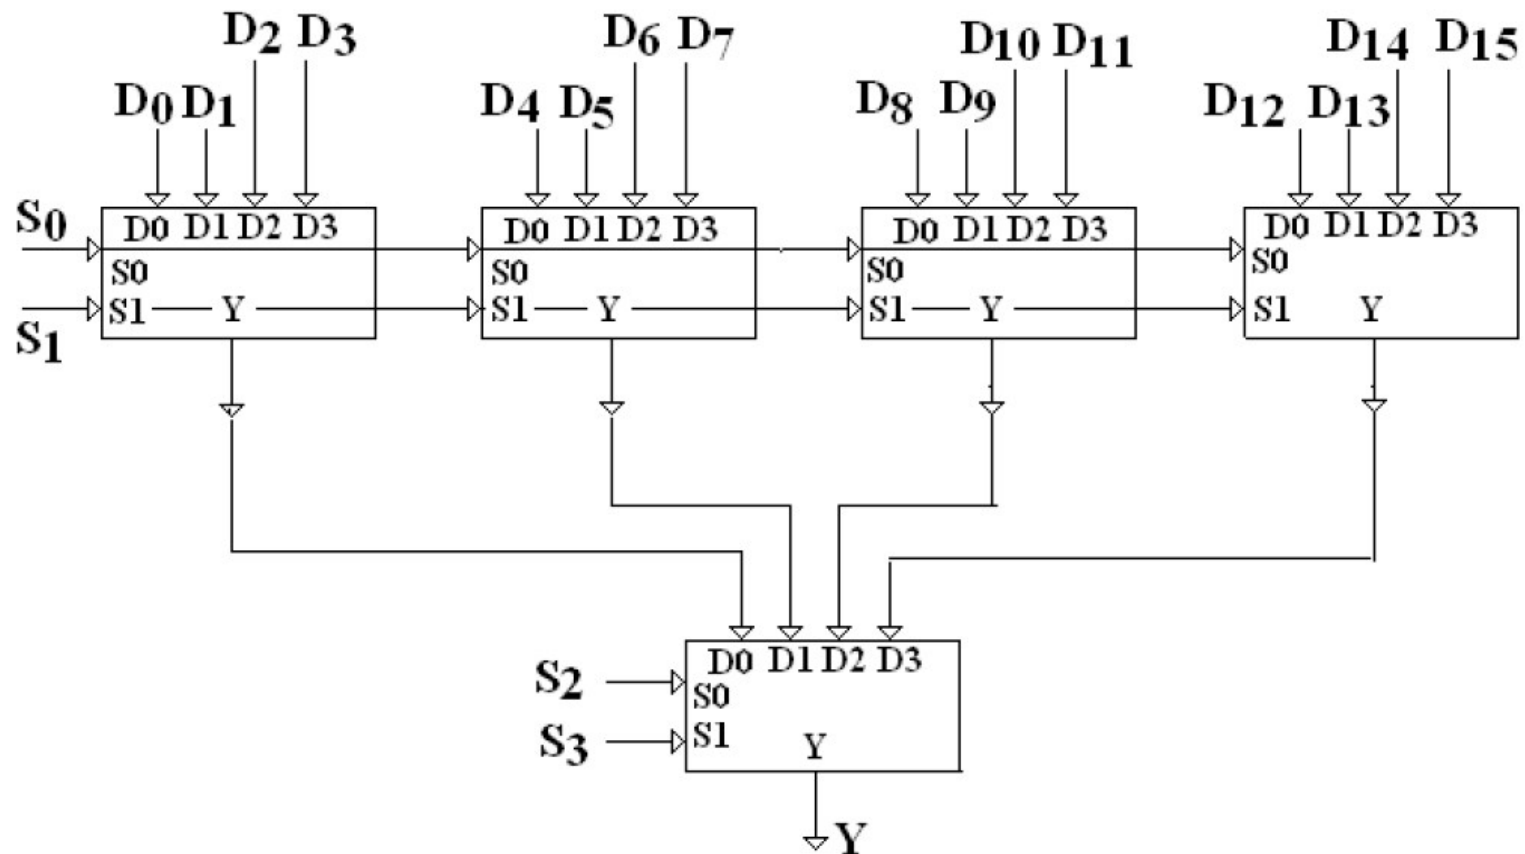 D2 D3 D6 D7 D10 D11 D14 D15
D0 D1 D4 D5 D8 D9 D12 D13
S0 D0 D1 D2 D3 D0 D1 D2 D3 D0 D1 D2 D3 D0 D1 D2 D3
S0 S0 S0 S0
S1 Y S1 Y S1 Y S1 Y
S1
D0 D1 D2 D3
S2 S0
S3 S1 Y
Y